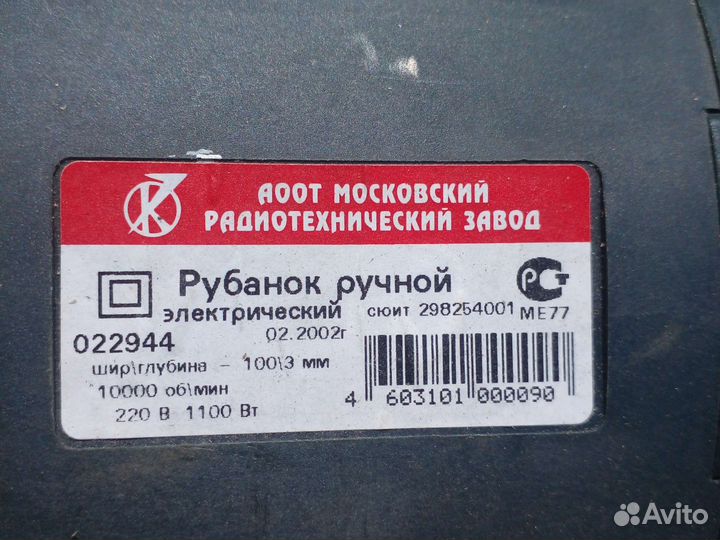 К
АООТ МОСКОВСКИЙ
РАДИОТЕХНИЧЕСКИЙ ЗАВОД
Рубанок ручной
электрический
сюит 298254001
РСТ
МЕ77
022944
02.2002г
шир\глубина - 100\3 мм
10000 об\мин
220 В 1100 Вт
4 603101 000090
Avito